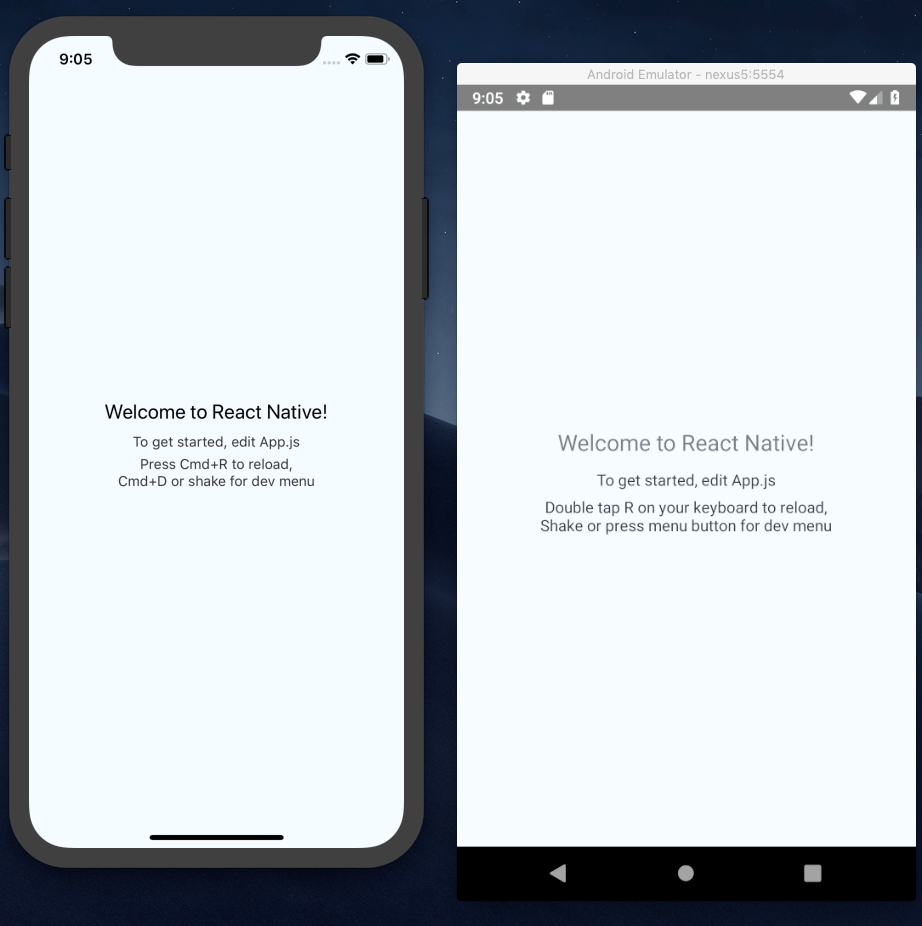 9:05
Welcome to React Native!
To get started, edit App.js
Press Cmd+R to reload,
Cmd+D or shake for dev menu
Android Emulator - nexus5:5554
9:05
Welcome to React Native!
To get started, edit App.js
Double tap R on your keyboard to reload,
Shake or press menu button for dev menu